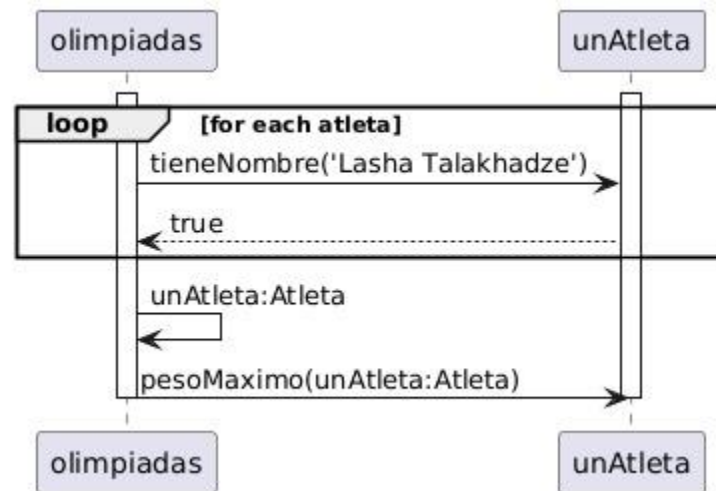 olimpiadas
unAtleta
loop
[for each atleta]
tieneNombre('Lasha Talakhadze')
true
unAtleta:Atleta
pesoMaximo(unAtleta:Atleta)
olimpiadas
unAtleta